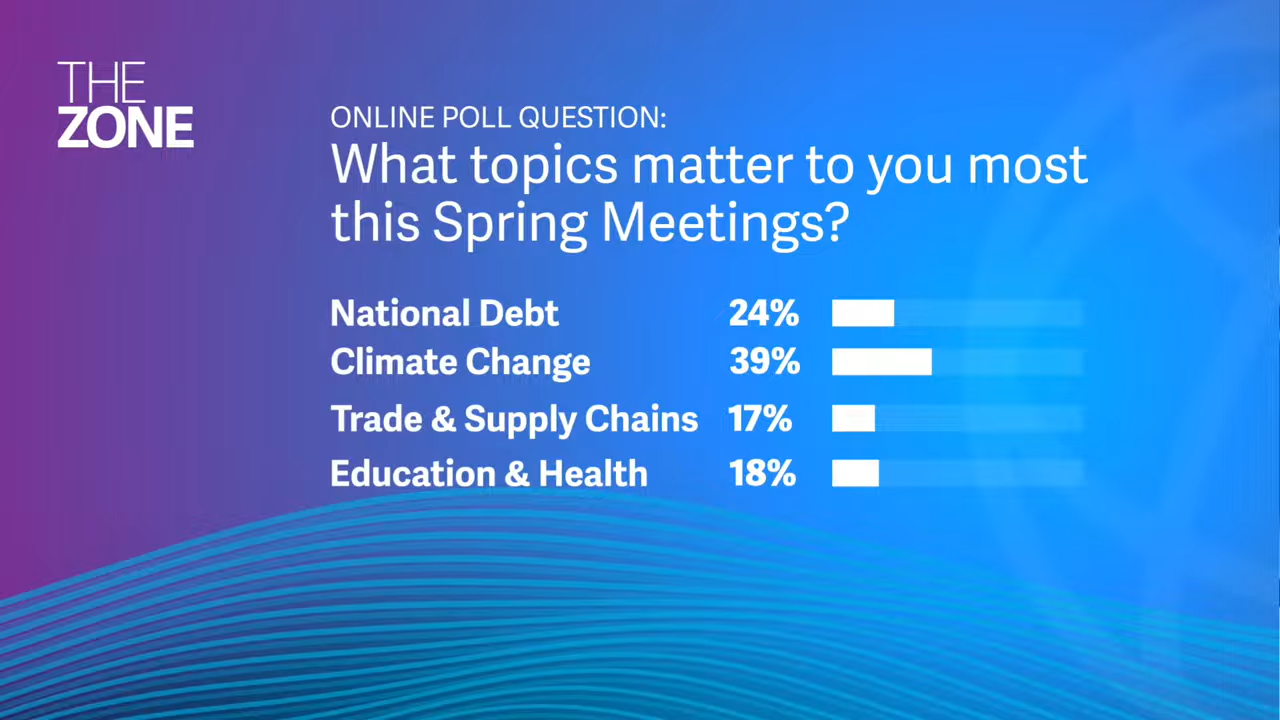 THE
ZONE
ONLINE POLL QUESTION:
What topics matter to you most
this Spring Meetings?
National Debt 24%
Climate Change 39%
Trade & Supply Chains 17%
Education & Health 18%